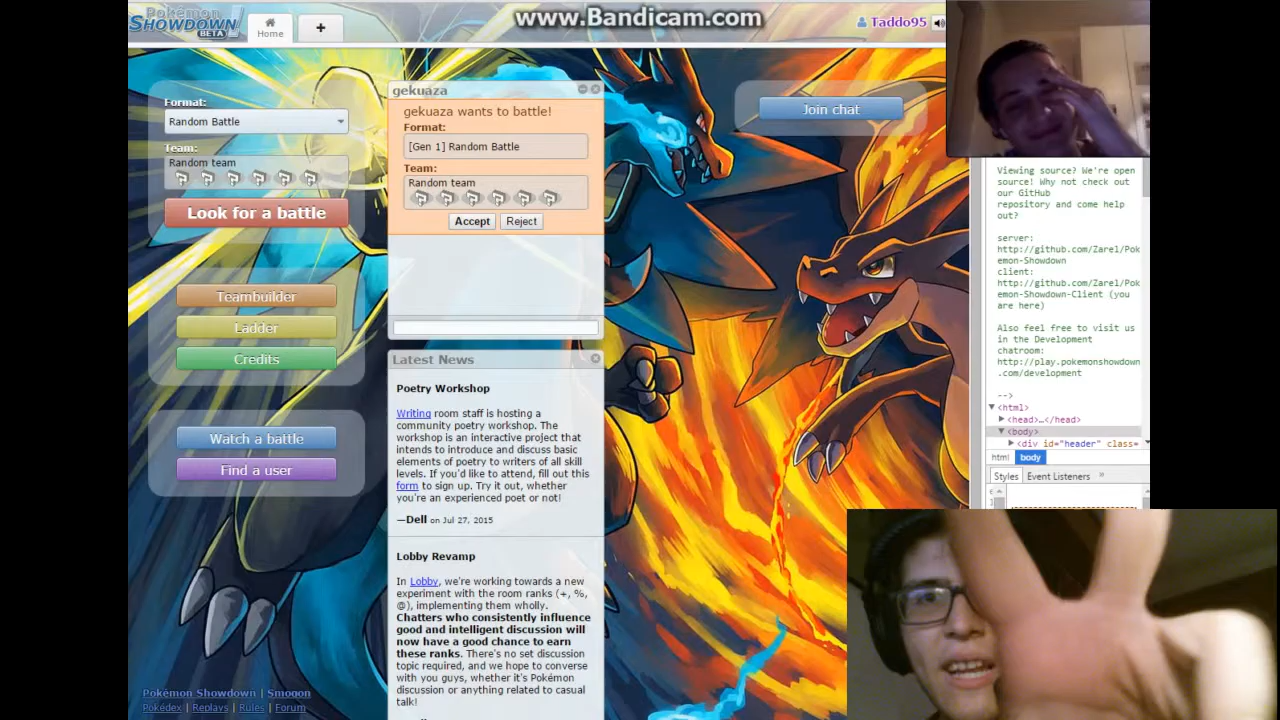 Pokémon
SHOWDOWN!
BETA
Home
+
www.Bandicam.com
Taddo95
Format:
Random Battle
Team:
Random team
Look for a battle
Teambuilder
Ladder
Credits
Watch a battle
Find a user
Pokémon Showdown | Smogon
Pokédex | Replays | Rules | Forum
gekuaza
gekuaza wants to battle!
Format:
[Gen 1] Random Battle
Team:
Random team
Accept Reject
Latest News
Poetry Workshop
Writing room staff is hosting a
community poetry workshop. The
workshop is an interactive project that
intends to introduce and discuss basic
elements of poetry to writers of all skill
levels. If you'd like to attend, fill out this
form to sign up. Try it out, whether
you're an experienced poet or not!
—Dell on Jul 27, 2015
Lobby Revamp
In Lobby, we're working towards a new
experiment with the room ranks (+, %,
@), implementing them wholly.
Chatters who consistently influence
good and intelligent discussion will
now have a good chance to earn
these ranks. There's no set discussion
topic required, and we hope to converse
with you guys, whether it's Pokémon
discussion or anything related to casual
talk!
Join chat
Viewing source? We're open
source! Why not check out
our GitHub
repository and come help
out?
server:
http://github.com/Zarel/Pok
emon-Showdown
client:
http://github.com/Zarel/Pok
emon-Showdown-Client (you
are here)
Also feel free to visit us
in the Development
chatroom:
http://play.pokemonshowdown
.com/development
-->
<html>
<head>…</head>
<body>
<div id="header" class=
html body
Styles Event Listeners »